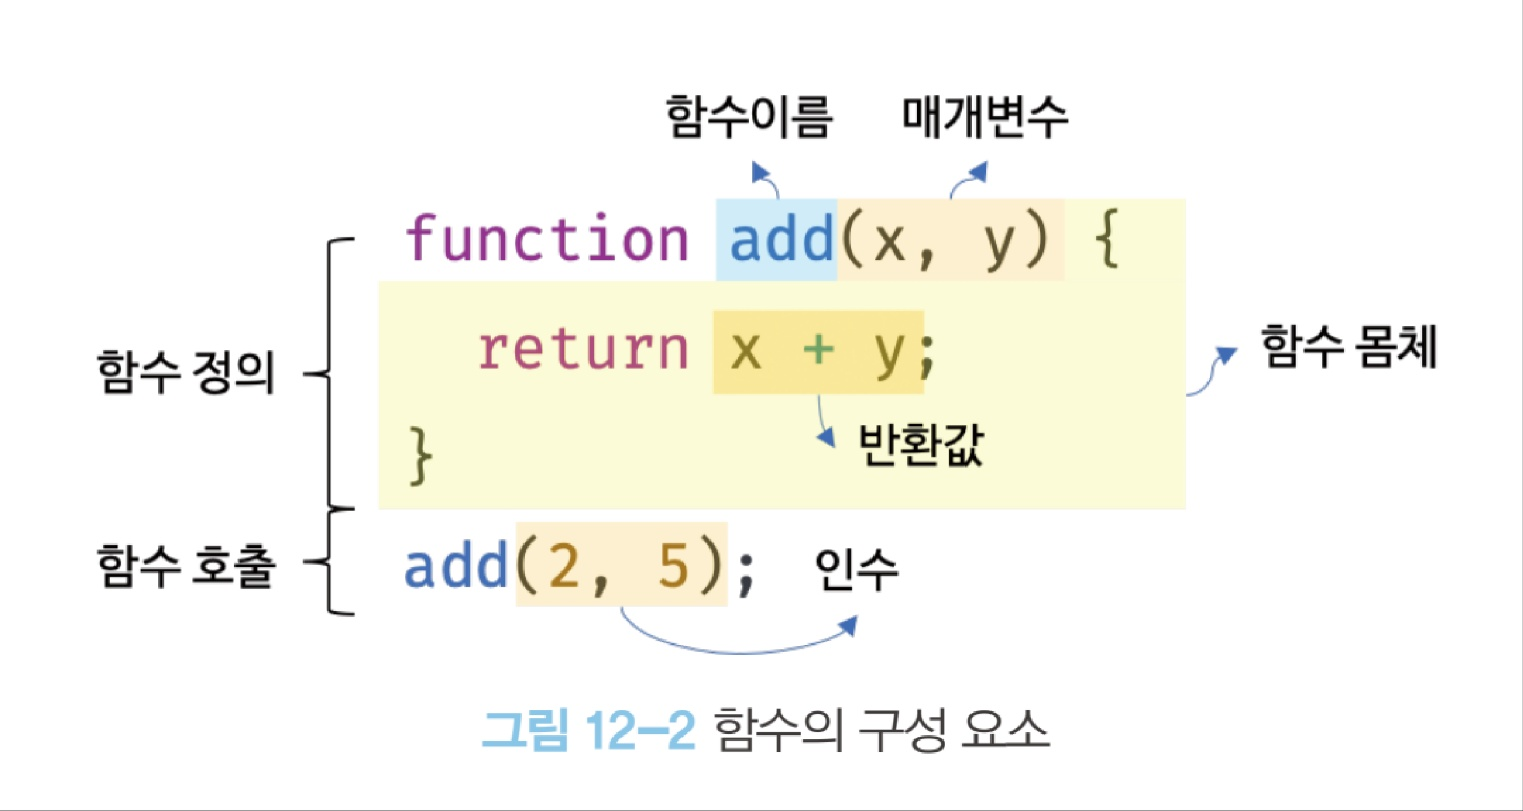 함수이름 매개변수
function add(x, y) {
함수 정의
return x + y;
함수 몸체
반환값
}
함수 호출
add(2, 5);
인수
그림 12-2 함수의 구성 요소